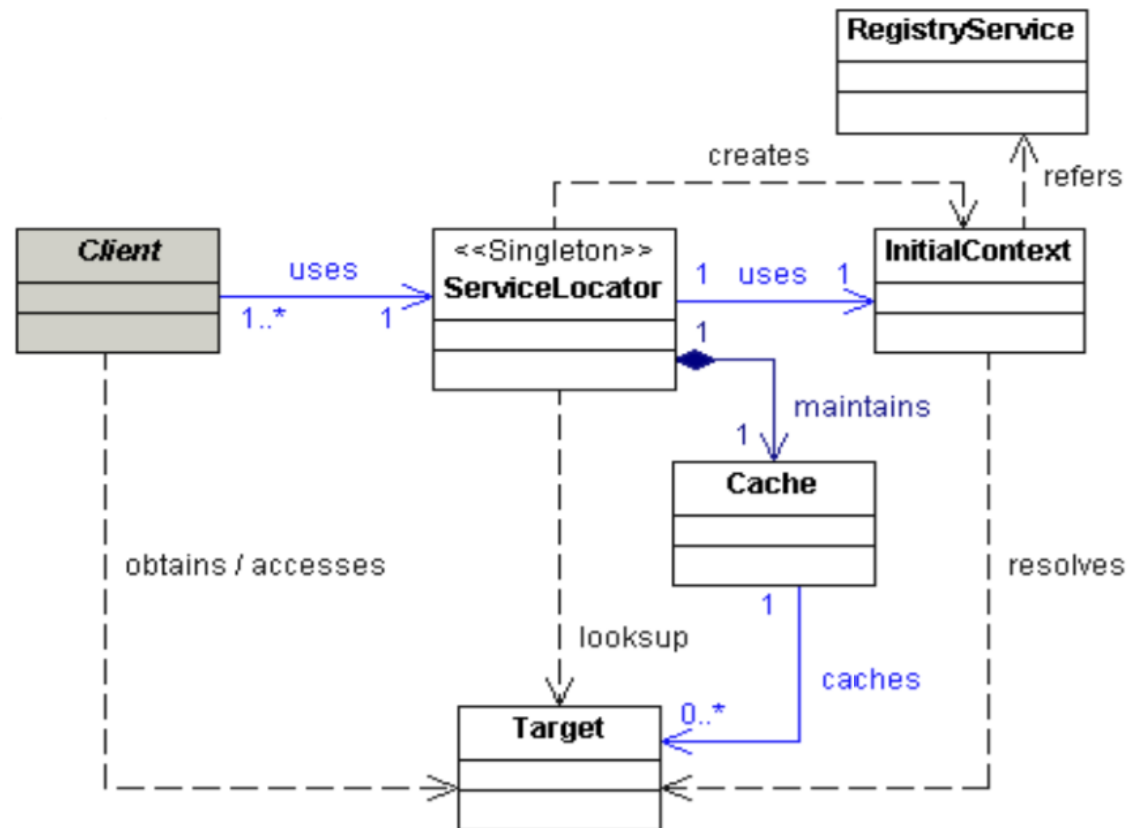 RegistryService
creates
refers
Client
uses
1..*
1
<<Singleton>>
ServiceLocator
1 uses 1
InitialContext
1
maintains
1
Cache
obtains / accesses
resolves
1
looksup
caches
0..*
Target